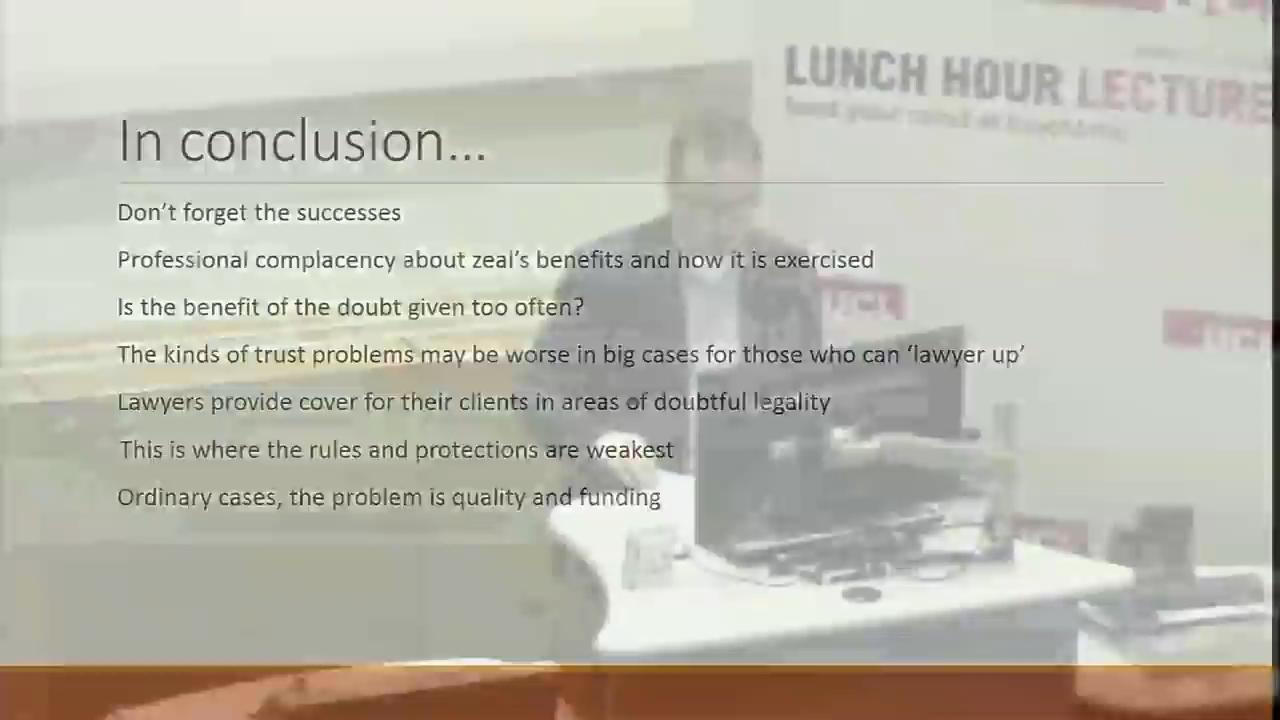 LUNCH HOUR LECTURE
In conclusion...
Don't forget the successes
Professional complacency about zeal's benefits and how it is exercised
Is the benefit of the doubt given too often?
The kinds of trust problems may be worse in big cases for those who can 'lawyer up'
Lawyers provide cover for their clients in areas of doubtful legality
This is where the rules and protections are weakest
Ordinary cases, the problem is quality and funding